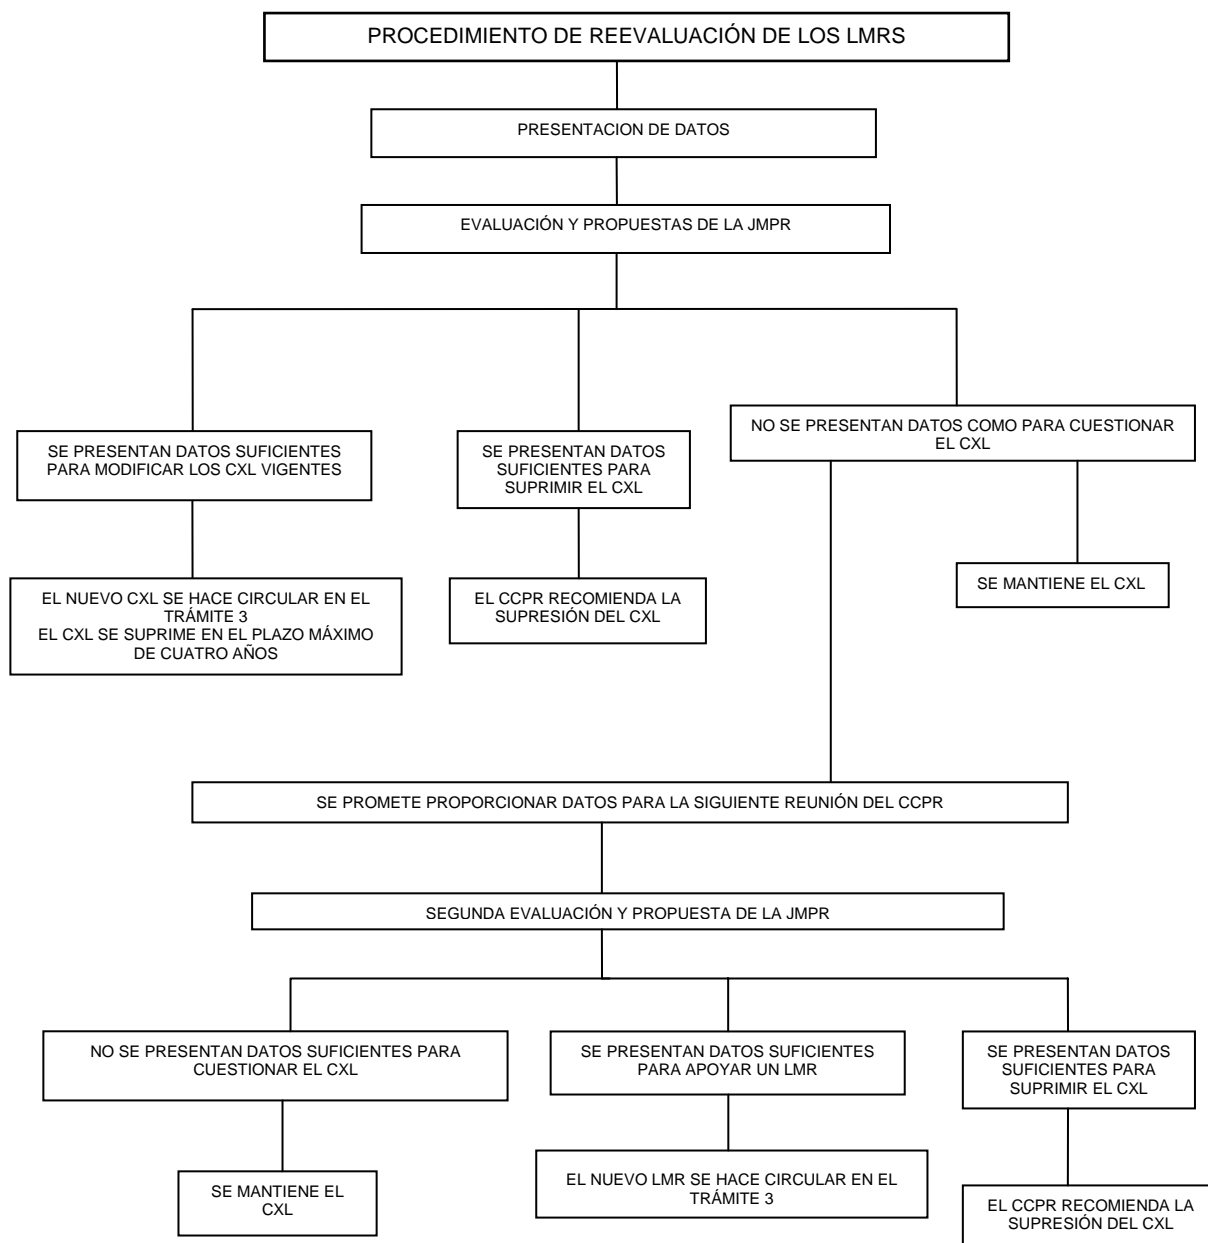 PROCEDIMIENTO DE REEVALUACIÓN DE LOS LMRS
PRESENTACION DE DATOS
EVALUACIÓN Y PROPUESTAS DE LA JMPR
SE PRESENTAN DATOS SUFICIENTES
PARA MODIFICAR LOS CXL VIGENTES
SE PRESENTAN DATOS
SUFICIENTES PARA
SUPRIMIR EL CXL
NO SE PRESENTAN DATOS COMO PARA CUESTIONAR
EL CXL
EL NUEVO CXL SE HACE CIRCULAR EN EL
TRÁMITE 3
EL CXL SE SUPRIME EN EL PLAZO MÁXIMO
DE CUATRO AÑOS
EL CCPR RECOMIENDA LA
SUPRESIÓN DEL CXL
SE MANTIENE EL CXL
SE PROMETE PROPORCIONAR DATOS PARA LA SIGUIENTE REUNIÓN DEL CCPR
SEGUNDA EVALUACIÓN Y PROPUESTA DE LA JMPR
NO SE PRESENTAN DATOS SUFICIENTES PARA
CUESTIONAR EL CXL
SE PRESENTAN DATOS SUFICIENTES
PARA APOYAR UN LMR
SE PRESENTAN DATOS
SUFICIENTES PARA
SUPRIMIR EL CXL
SE MANTIENE EL
CXL
EL NUEVO LMR SE HACE CIRCULAR EN EL
TRÁMITE 3
EL CCPR RECOMIENDA LA
SUPRESIÓN DEL CXL